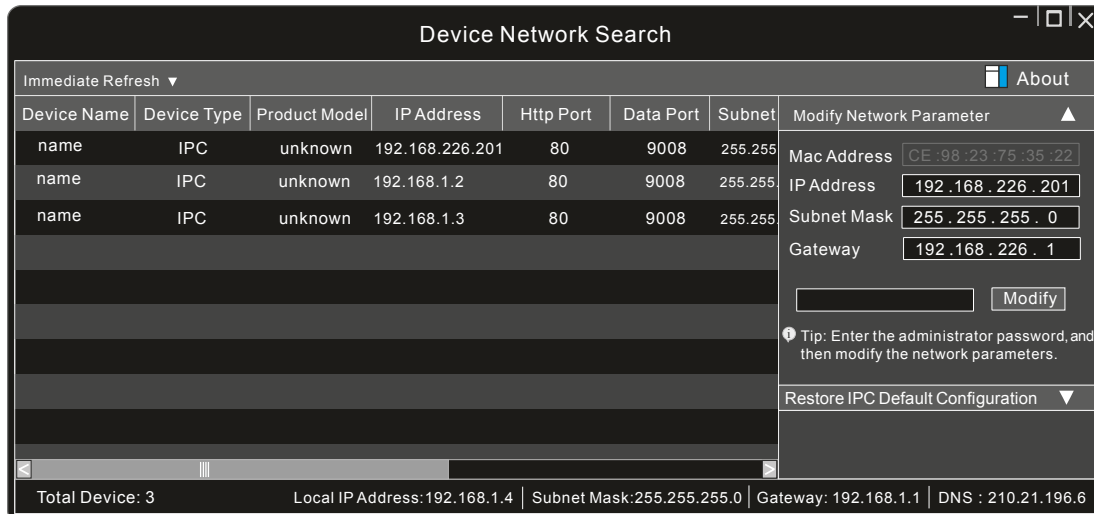 Device Network Search
Immediate Refresh ▼
About
Device Name Device Type Product Model IP Address Http Port Data Port Subnet
Modify Network Parameter ▲
name IPC unknown 192.168.226.201 80 9008 255.255
name IPC unknown 192.168.1.2 80 9008 255.255.
name IPC unknown 192.168.1.3 80 9008 255.255.
Mac Address CE:98:23:75:35:22
IP Address 192.168.226.201
Subnet Mask 255.255.255.0
Gateway 192.168.226.1
Modify
Tip: Enter the administrator password, and
then modify the network parameters.
Restore IPC Default Configuration ▼
Total Device: 3 Local IP Address:192.168.1.4 Subnet Mask:255.255.255.0 Gateway: 192.168.1.1 DNS : 210.21.196.6